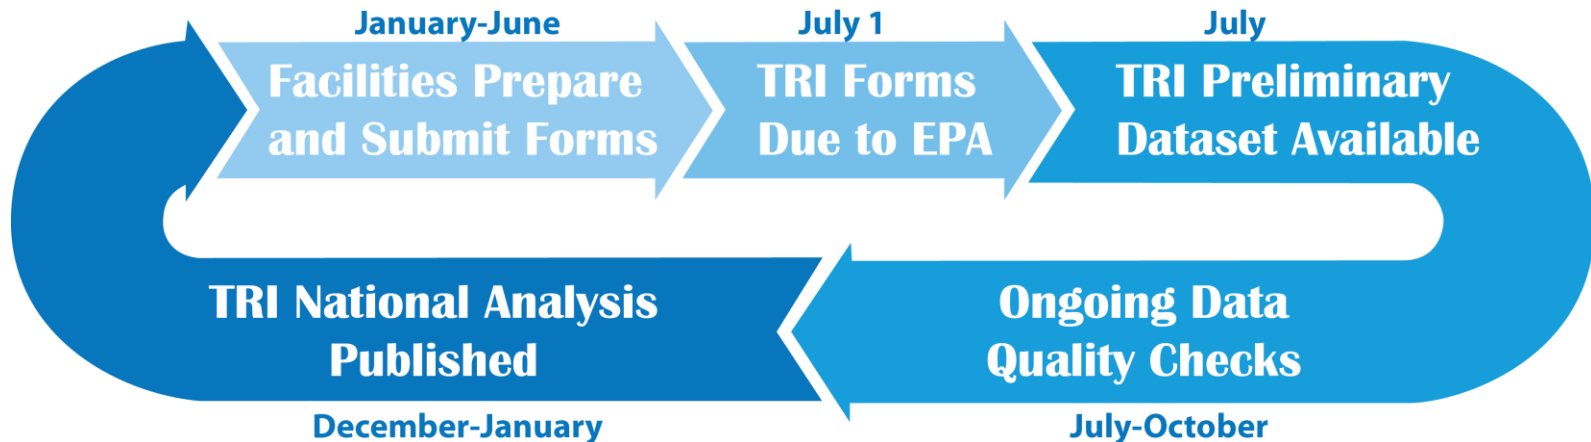 January-June
Facilities Prepare
and Submit Forms
July 1
TRI Forms
Due to EPA
July
TRI Preliminary
Dataset Available
Ongoing Data
Quality Checks
July-October
TRI National Analysis
Published
December-January